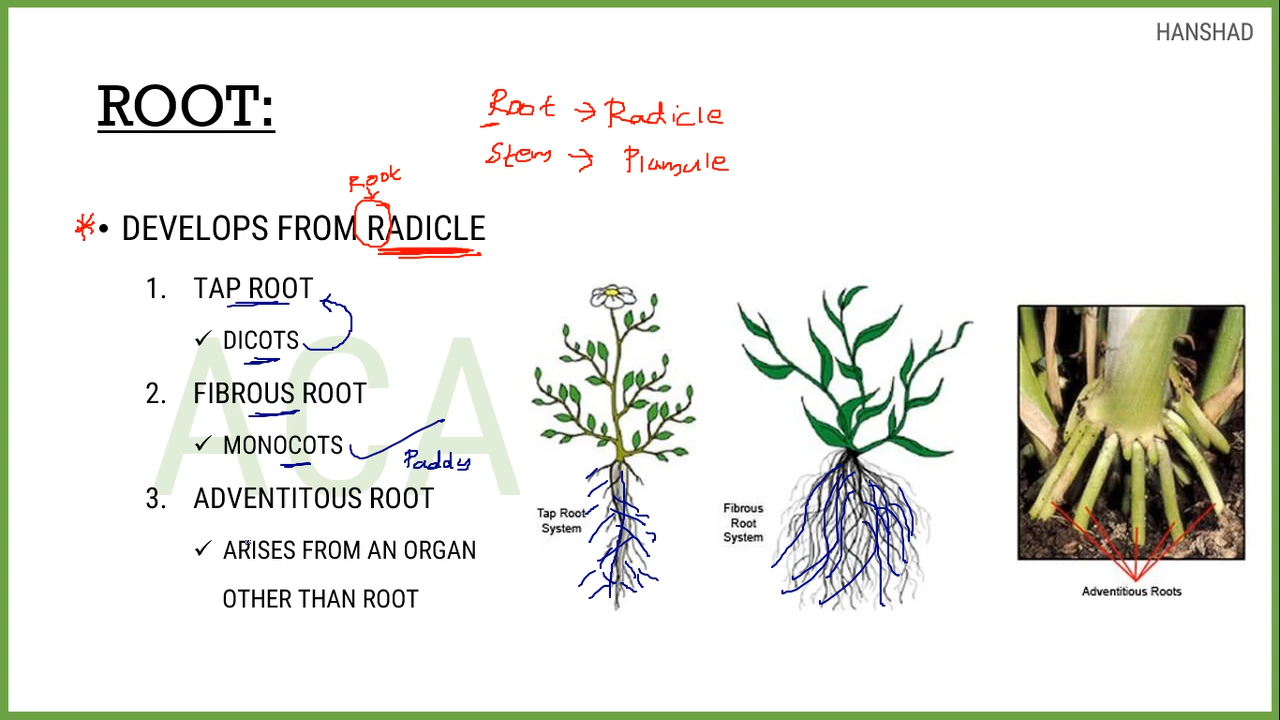 HANSHAD
ROOT:
Root → Radicle
Stem → Plumule
Root
* • DEVELOPS FROM RADICLE
1. TAP ROOT
✓ DICOTS
2. FIBROUS ROOT
✓ MONOCOTS
Paddy
3. ADVENTITOUS ROOT
✓ ARISES FROM AN ORGAN
OTHER THAN ROOT
ACA
Tap Root
System
Fibrous
Root
System
Adventitious Roots